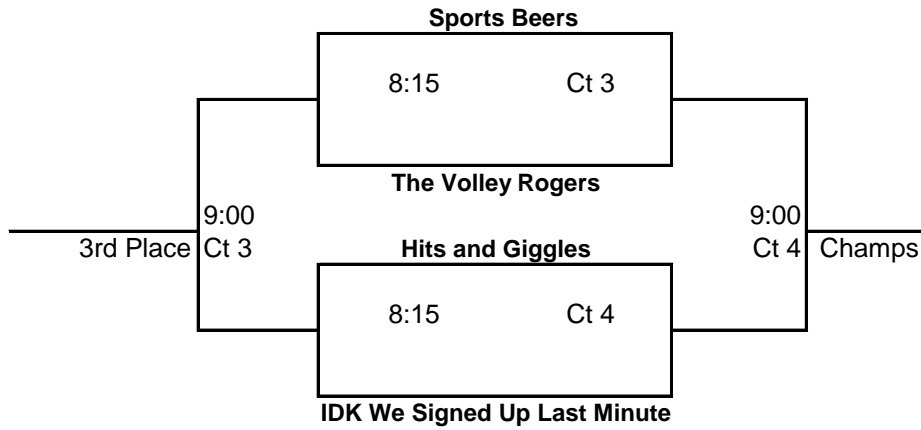 Sports Beers
8:15 Ct 3
The Volley Rogers
9:00 9:00
3rd Place Ct 3 Hits and Giggles Ct 4 Champs
8:15 Ct 4
IDK We Signed Up Last Minute